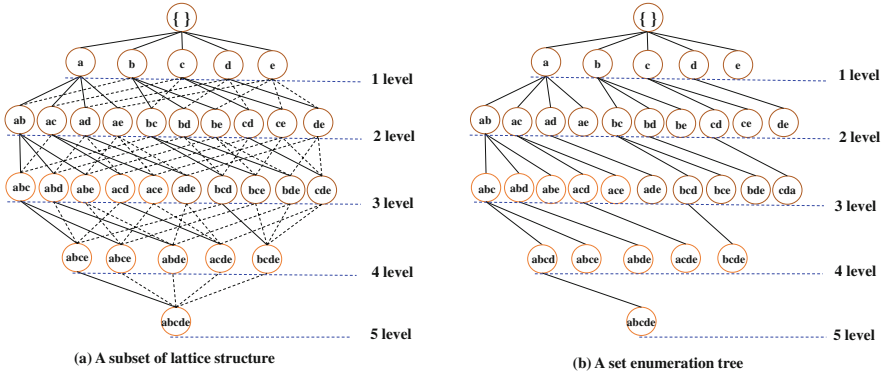 { }
a b c d e
1 level
ab ac ad ae bc bd be cd ce de
2 level
abc abd abe acd ace ade bcd bce bde cde
3 level
abce abce abde acde bcde
4 level
abcde
5 level
(a) A subset of lattice structure
{ }
a b c d e
1 level
ab ac ad ae bc bd be cd ce de
2 level
abc abd abe acd ace ade bcd bce bde cda
3 level
abcd abce abde acde bcde
4 level
abcde
5 level
(b) A set enumeration tree